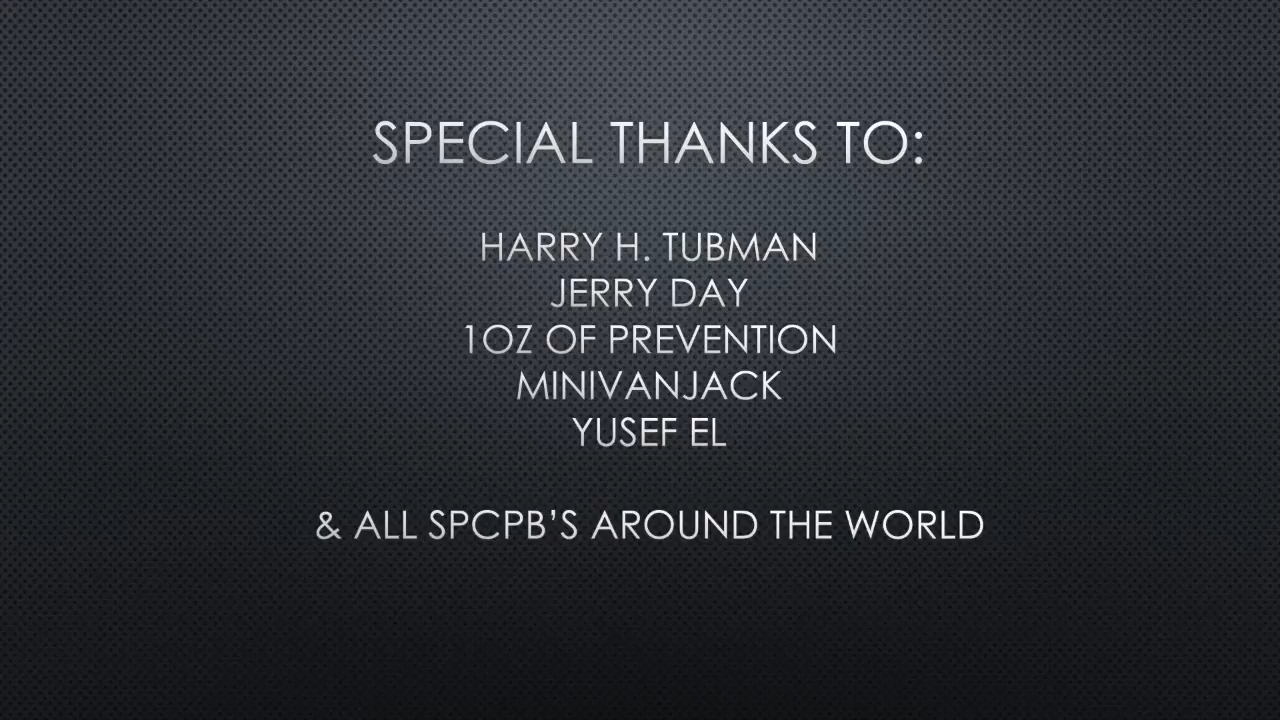 SPECIAL THANKS TO:
HARRY H. TUBMAN
JERRY DAY
1OZ OF PREVENTION
MINIVANJACK
YUSEF EL
& ALL SPCPB’S AROUND THE WORLD